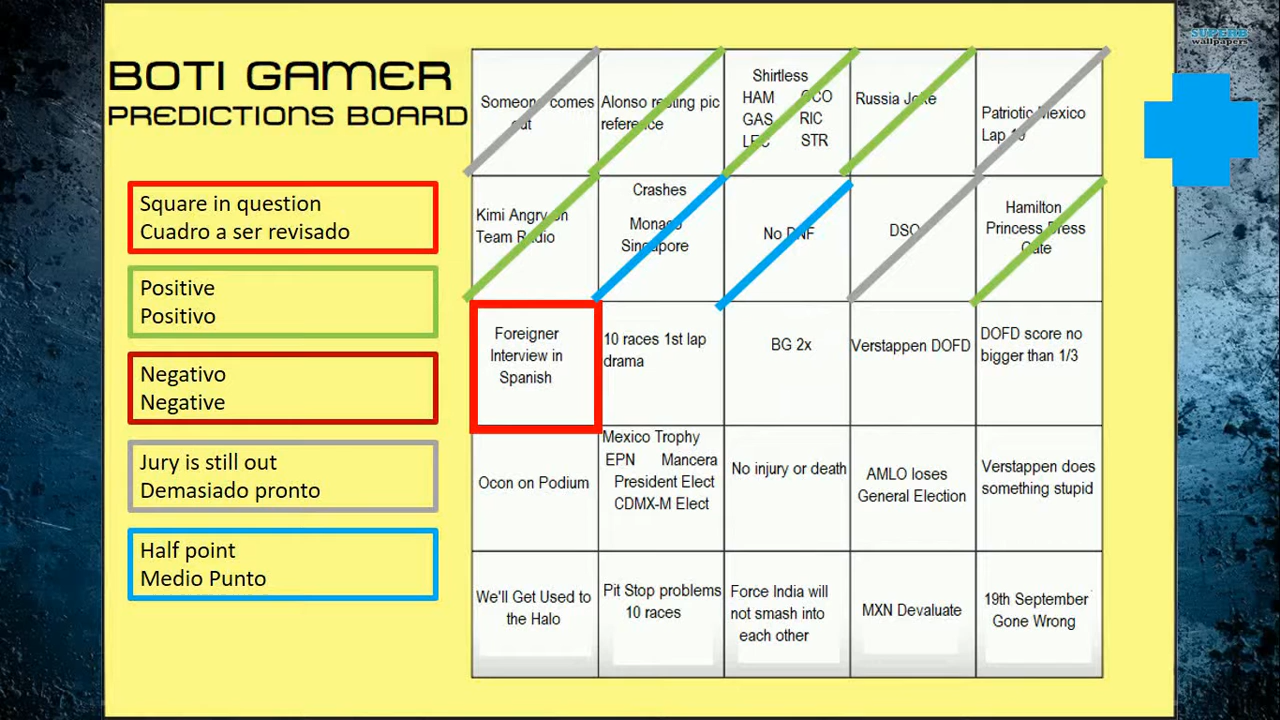 SUPERB
wallpapers
BOTI GAMER
PREDICTIONS BOARD
Square in question
Cuadro a ser revisado
Positive
Positivo
Negativo
Negative
Jury is still out
Demasiado pronto
Half point
Medio Punto
Someone comes
out
Alonso resting pic
reference
Shirtless
HAM OCO
GAS RIC
LEC STR
Russia Joke
Patriotic Mexico
Lap 19
Kimi Angry on
Team Radio
Crashes
Monaco
Singapore
No DNF
DSQ
Hamilton
Princess Dress
Gate
Foreigner
Interview in
Spanish
10 races 1st lap
drama
BG 2x
Verstappen DOFD
DOFD score no
bigger than 1/3
Ocon on Podium
Mexico Trophy
EPN Mancera
President Elect
CDMX-M Elect
No injury or death
AMLO loses
General Election
Verstappen does
something stupid
We'll Get Used to
the Halo
Pit Stop problems
10 races
Force India will
not smash into
each other
MXN Devaluate
19th September
Gone Wrong